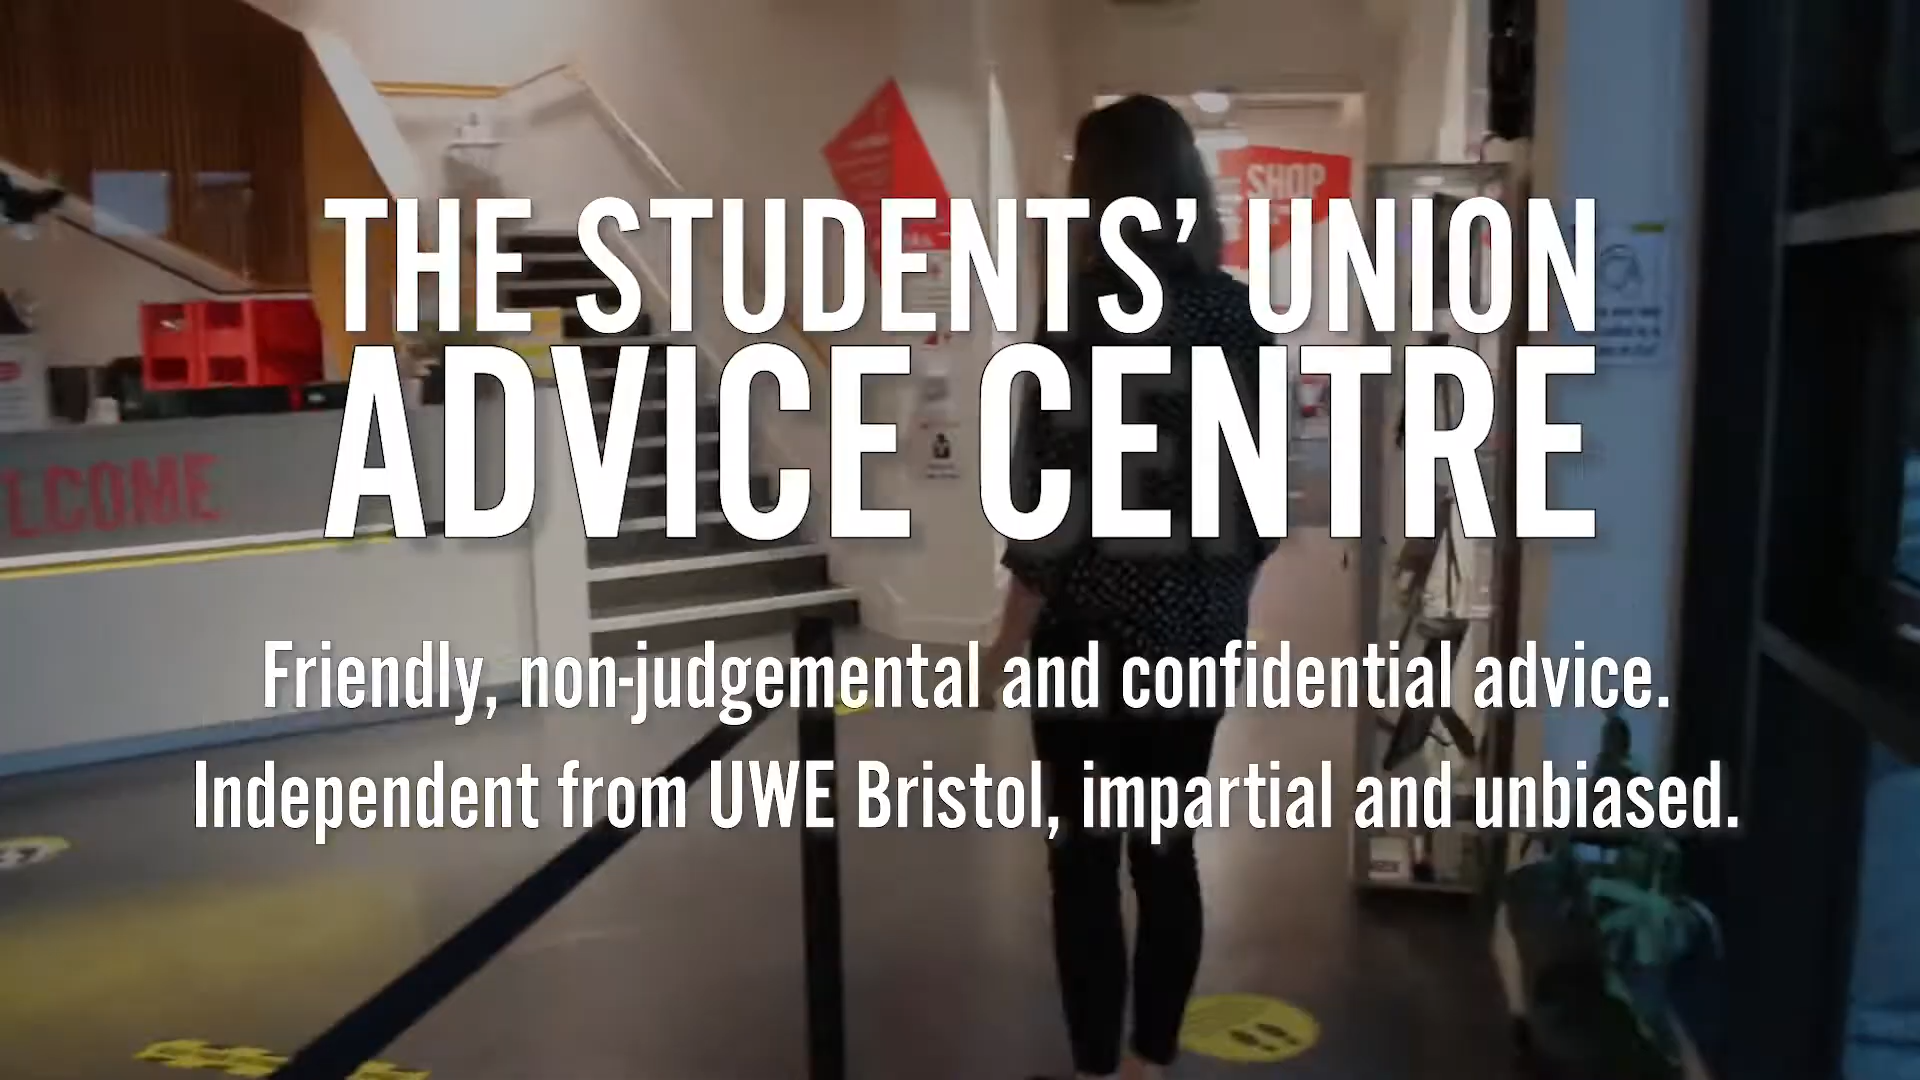 SHOP
THE STUDENTS’ UNION
ADVICE CENTRE
LCOME
Friendly, non-judgemental and confidential advice.
Independent from UWE Bristol, impartial and unbiased.